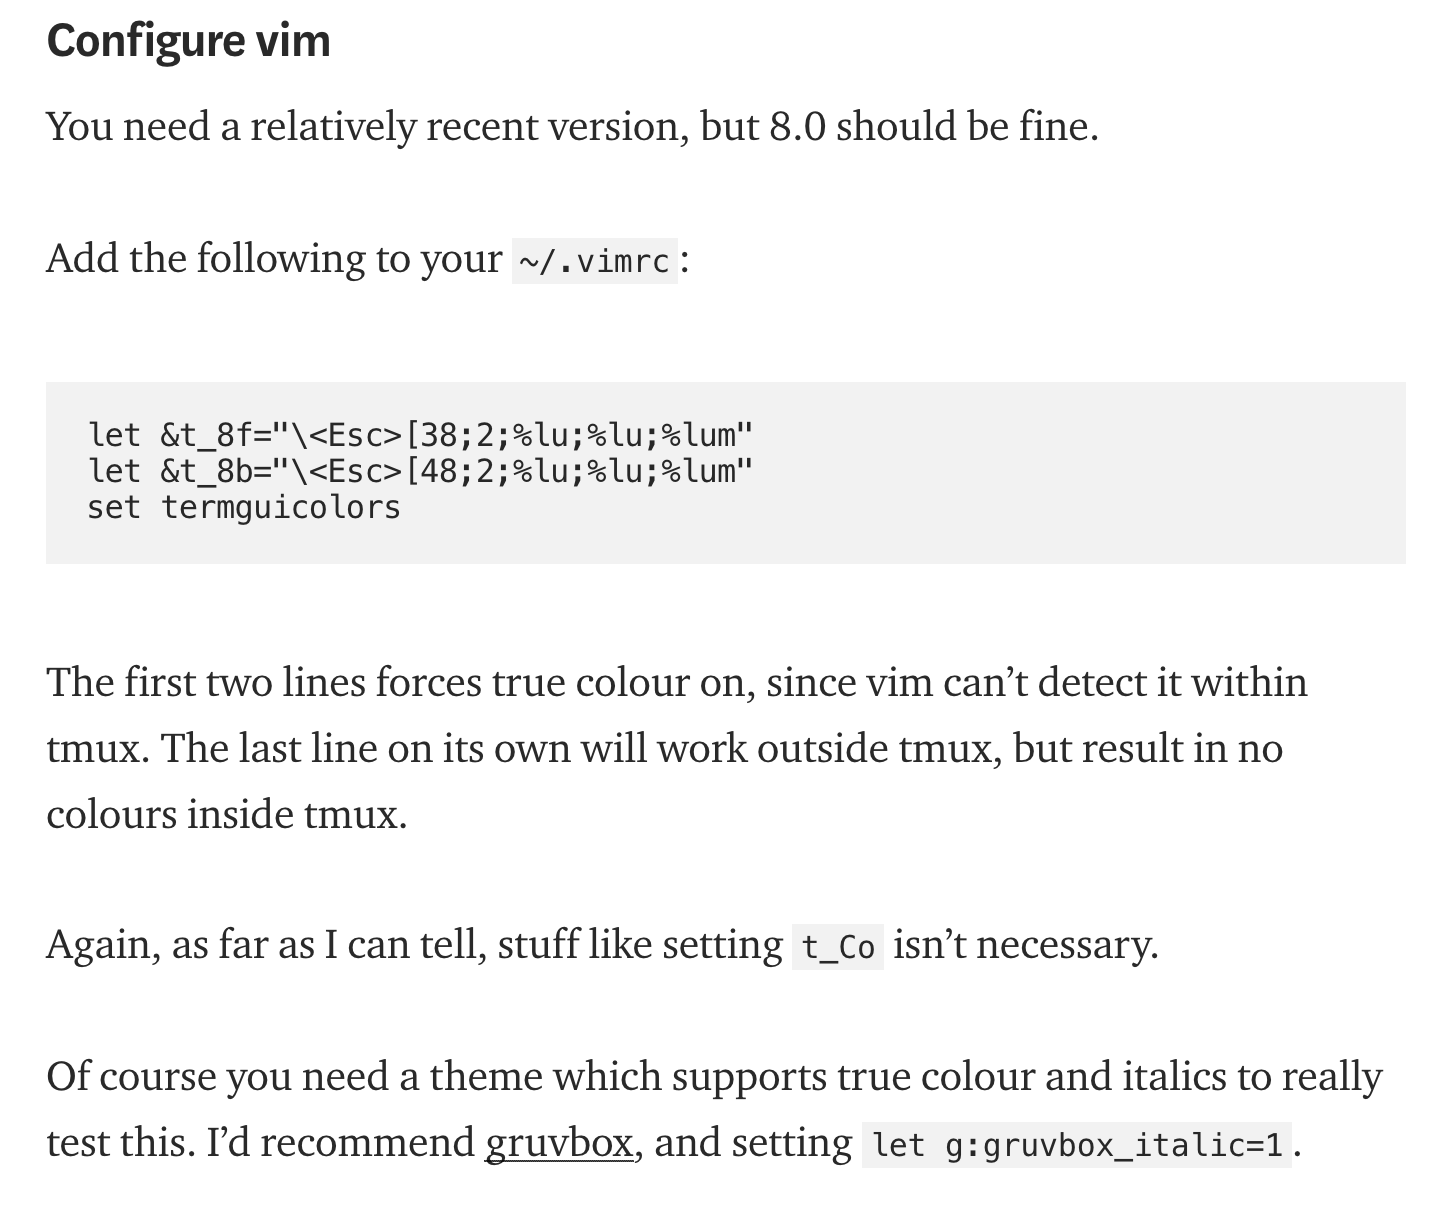 Configure vim
You need a relatively recent version, but 8.0 should be fine.
Add the following to your ~/.vimrc:
let &t_8f="\<Esc>[38;2;%lu;%lu;%lum"
let &t_8b="\<Esc>[48;2;%lu;%lu;%lum"
set termguicolors
The first two lines forces true colour on, since vim can’t detect it within
tmux. The last line on its own will work outside tmux, but result in no
colours inside tmux.
Again, as far as I can tell, stuff like setting t_Co isn’t necessary.
Of course you need a theme which supports true colour and italics to really
test this. I’d recommend gruvbox, and setting let g:gruvbox_italic=1.